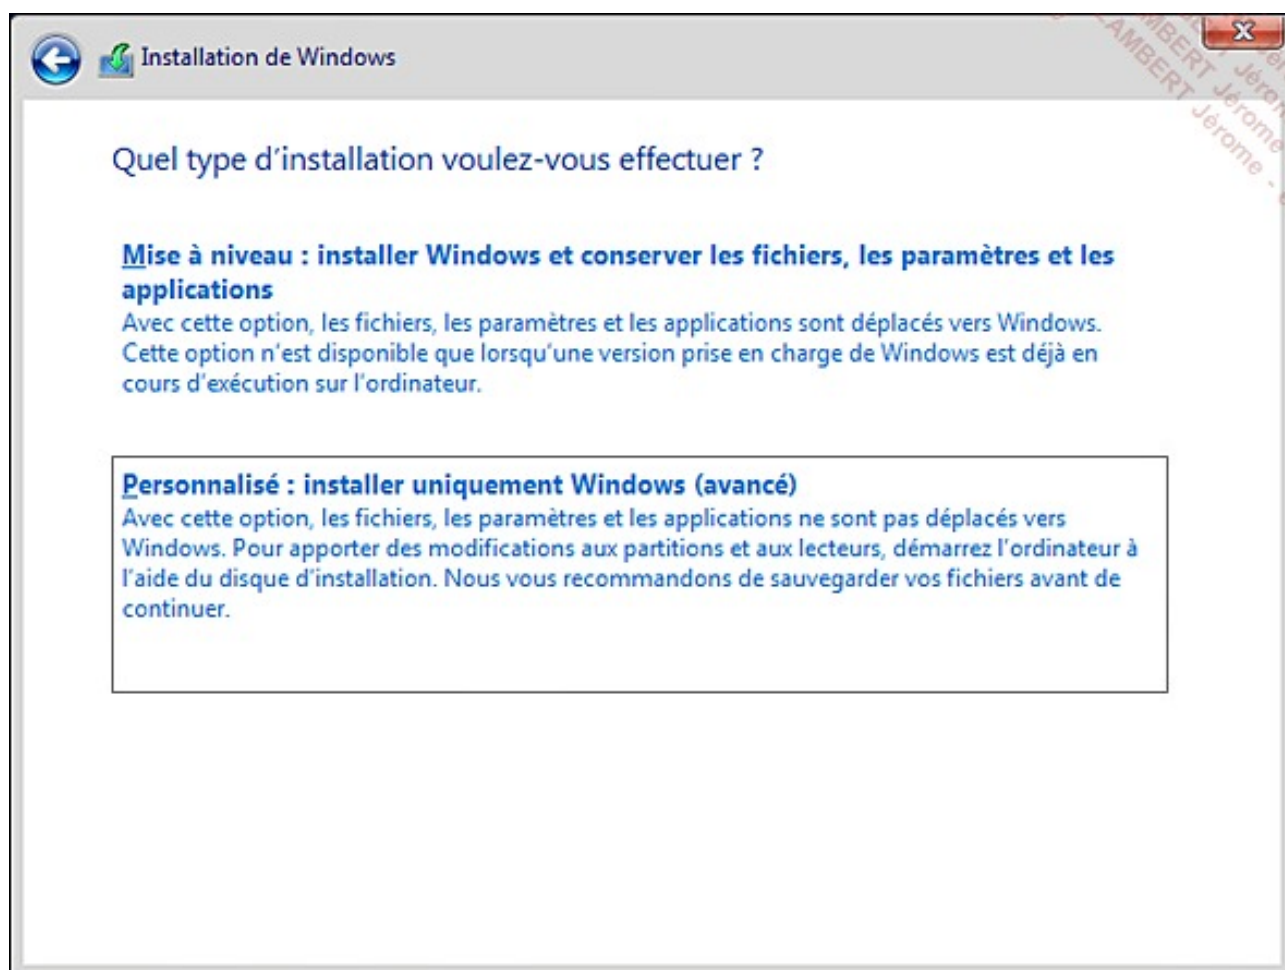 Installation de Windows
Quel type d'installation voulez-vous effectuer ?
Mise à niveau : installer Windows et conserver les fichiers, les paramètres et les
applications
Avec cette option, les fichiers, les paramètres et les applications sont déplacés vers Windows.
Cette option n'est disponible que lorsqu'une version prise en charge de Windows est déjà en
cours d'exécution sur l'ordinateur.
Personnalisé : installer uniquement Windows (avancé)
Avec cette option, les fichiers, les paramètres et les applications ne sont pas déplacés vers
Windows. Pour apporter des modifications aux partitions et aux lecteurs, démarrez l'ordinateur à
l'aide du disque d'installation. Nous vous recommandons de sauvegarder vos fichiers avant de
continuer.
LAMBERT Jérome